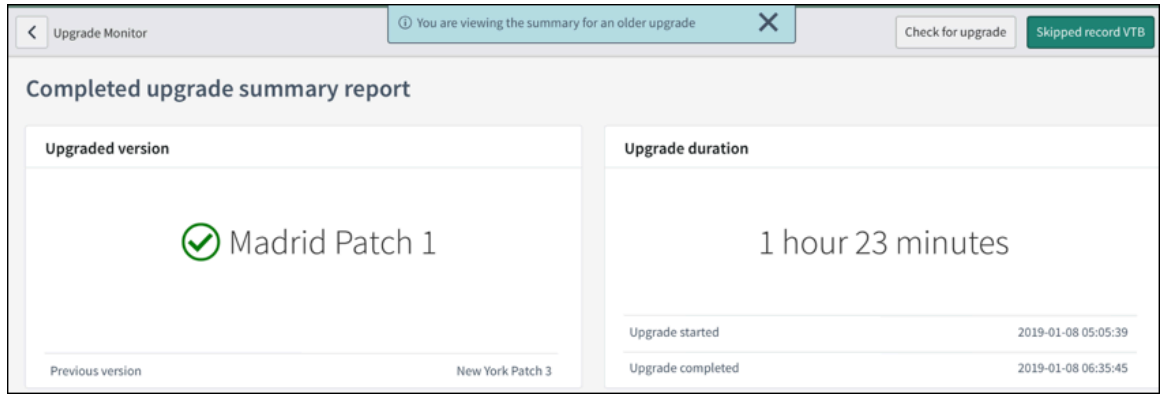 Upgrade Monitor
You are viewing the summary for an older upgrade
Check for upgrade
Skipped record VTB
Completed upgrade summary report
Upgraded version
Madrid Patch 1
Previous version New York Patch 3
Upgrade duration
1 hour 23 minutes
Upgrade started 2019-01-08 05:05:39
Upgrade completed 2019-01-08 06:35:45